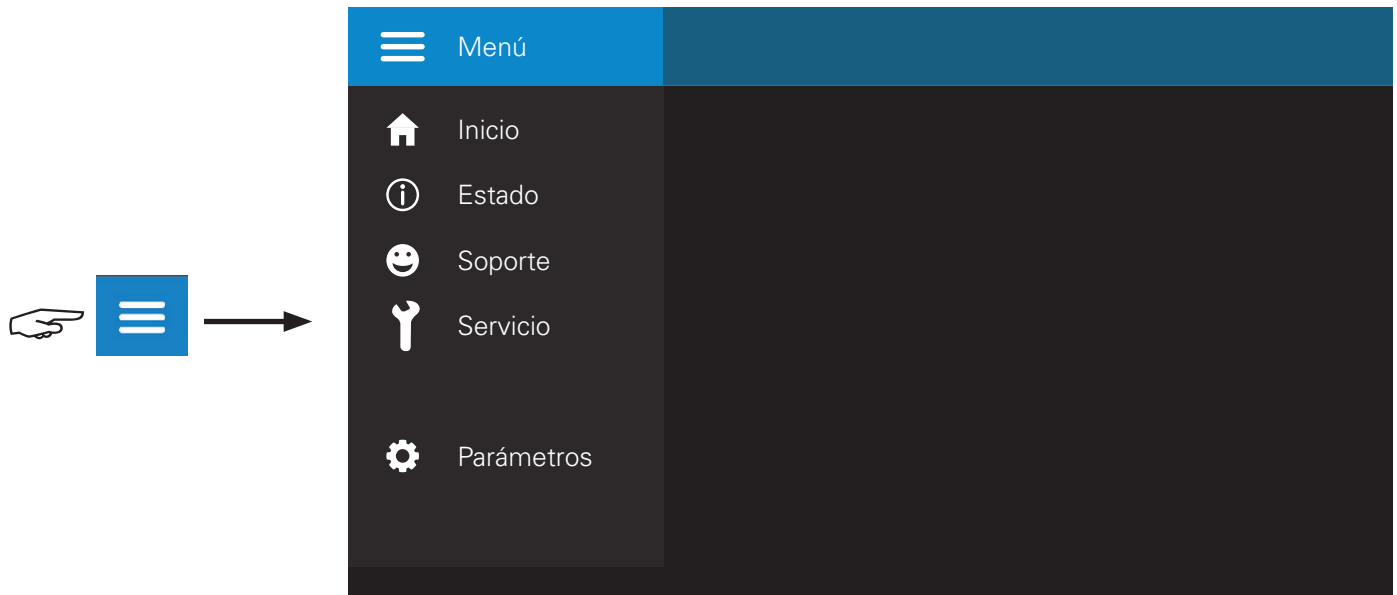 Menú
Inicio
Estado
Soporte
Servicio
Parámetros